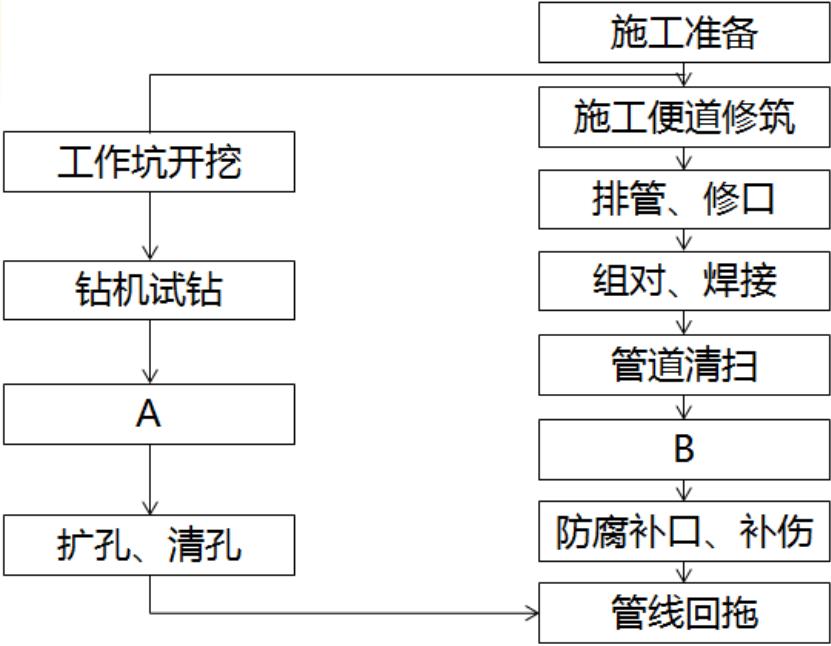 施工准备
施工便道修筑
工作坑开挖
排管、修口
钻机试钻
组对、焊接
管道清扫
A
B
扩孔、清孔
防腐补口、补伤
管线回拖